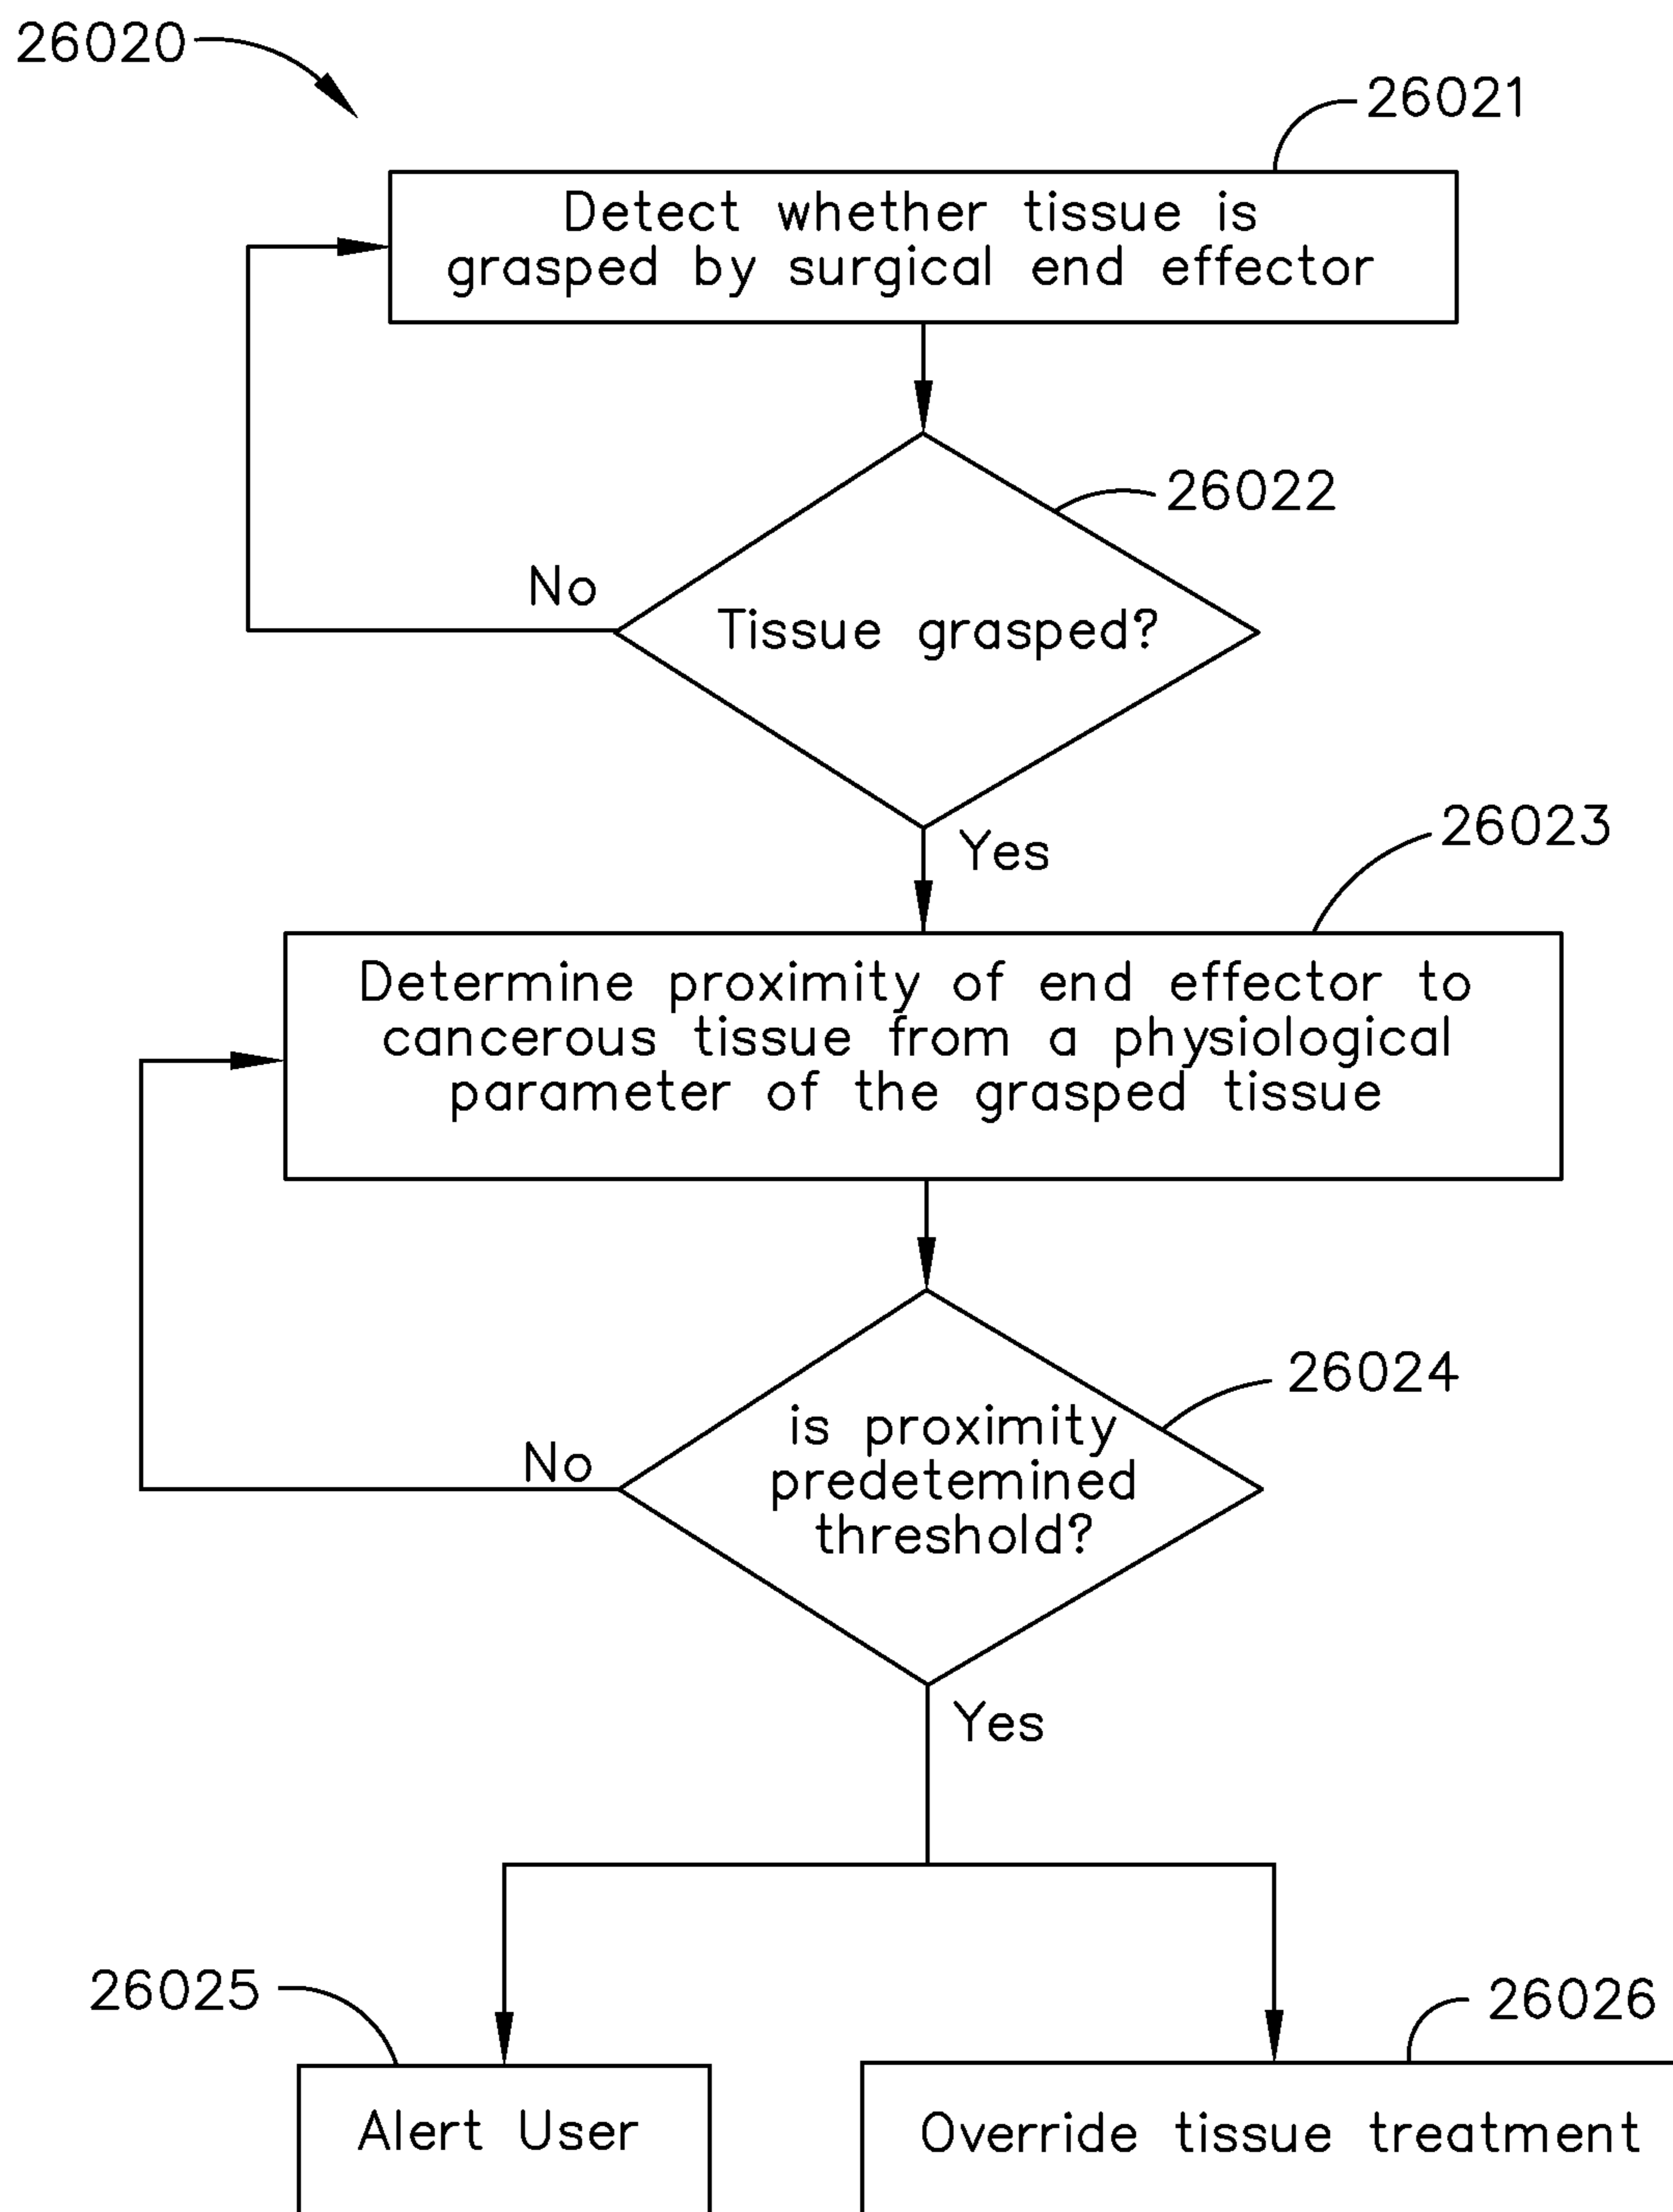 26020
26021
Detect whether tissue is
grasped by surgical end effector
26022
No
Tissue grasped?
Yes
26023
Determine proximity of end effector to
cancerous tissue from a physiological
parameter of the grasped tissue
26024
is proximity
predetemined
threshold?
No
Yes
26025
26026
Alert User
Override tissue treatment